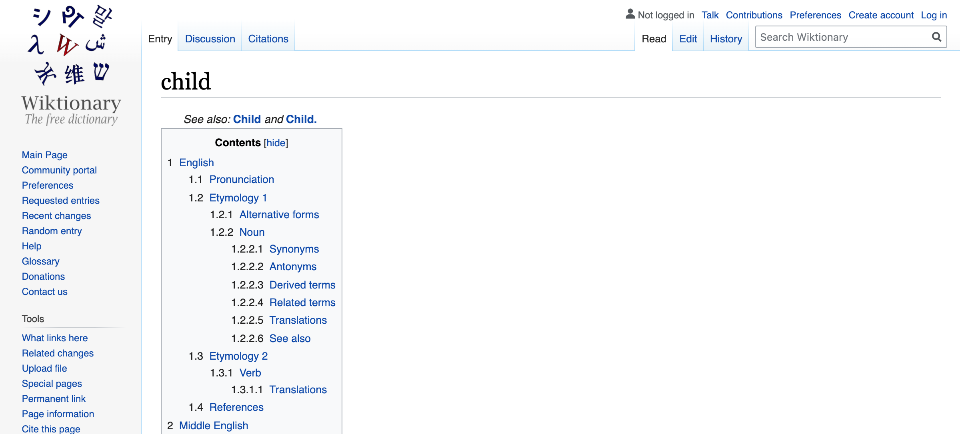 Not logged in Talk Contributions Preferences Create account Log in
Entry Discussion Citations Read Edit History Search Wiktionary
Wiktionary
The free dictionary
Main Page
Community portal
Preferences
Requested entries
Recent changes
Random entry
Help
Glossary
Donations
Contact us
Tools
What links here
Related changes
Upload file
Special pages
Permanent link
Page information
Cite this page
child
See also: Child and Child.
Contents [hide]
1 English
1.1 Pronunciation
1.2 Etymology 1
1.2.1 Alternative forms
1.2.2 Noun
1.2.2.1 Synonyms
1.2.2.2 Antonyms
1.2.2.3 Derived terms
1.2.2.4 Related terms
1.2.2.5 Translations
1.2.2.6 See also
1.3 Etymology 2
1.3.1 Verb
1.3.1.1 Translations
1.4 References
2 Middle English